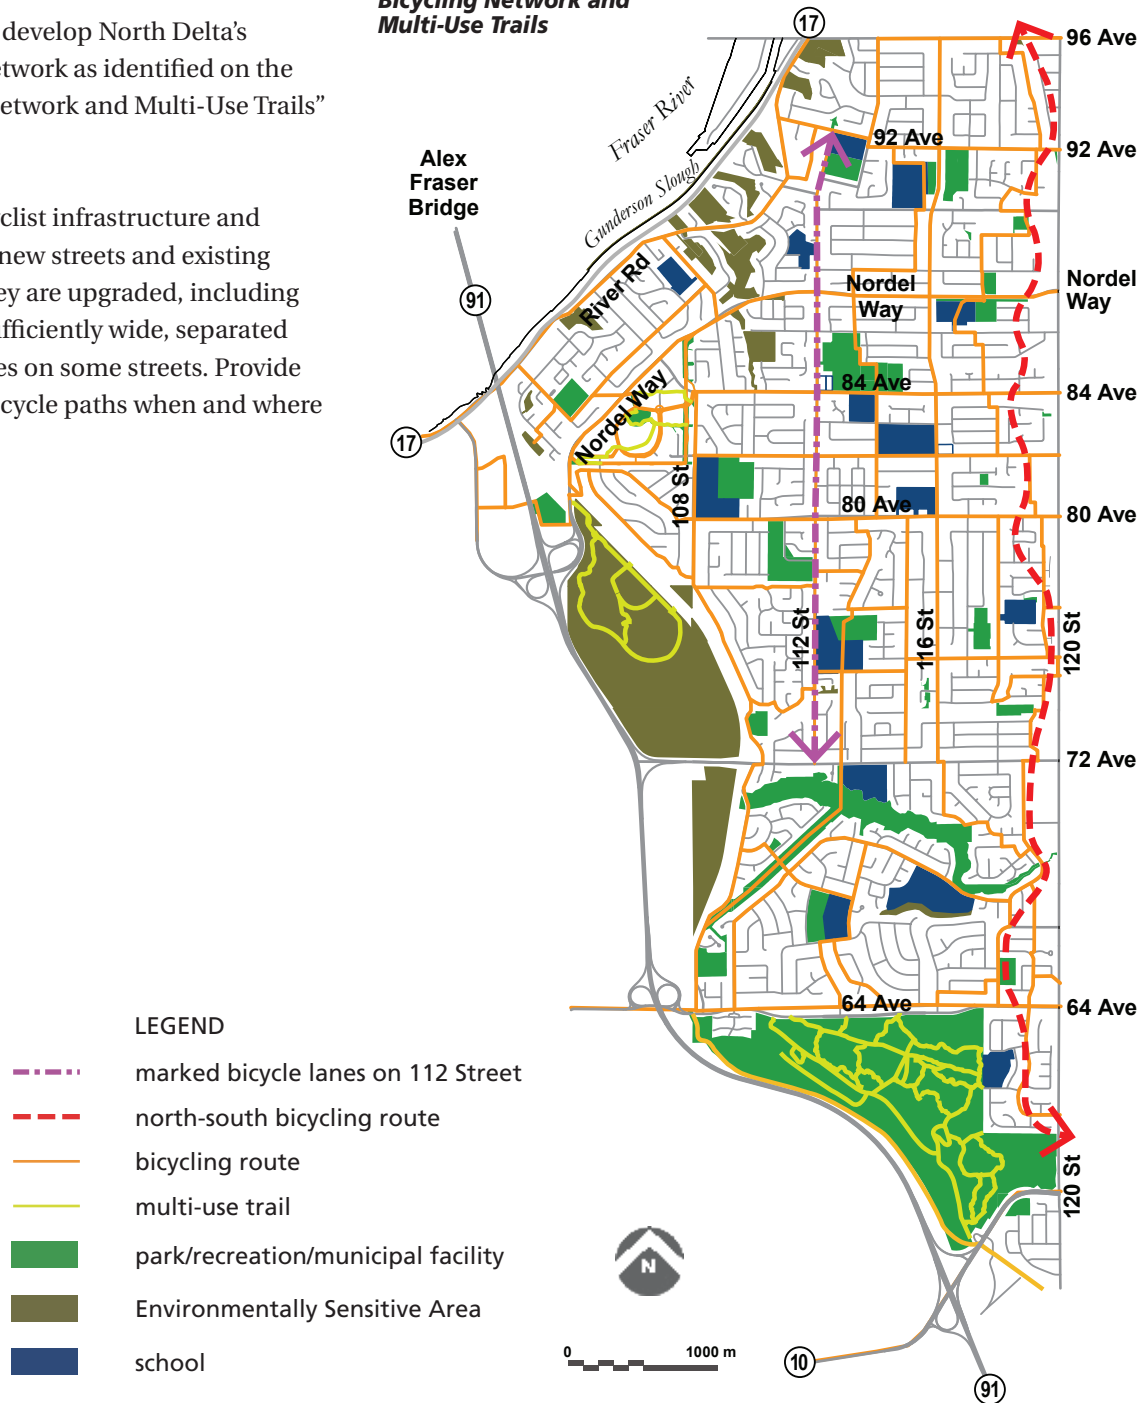 develop North Delta's
etwork as identified on the
etwork and Multi-Use Trails"
yclist infrastructure and
new streets and existing
ey are upgraded, including
ufficiently wide, separated
es on some streets. Provide
cycle paths when and where
Bicycling Network and
Multi-Use Trails
17
96 Ave
Fraser River
92 Ave
92 Ave
Alex
Fraser
Bridge
Gunderson Slough
91
River Rd
Nordel
Way
Nordel
Way
84 Ave
84 Ave
Nordel Way
17
108 St
80 Ave
80 Ave
112 St
116 St
120 St
72 Ave
64 Ave
64 Ave
120 St
LEGEND
marked bicycle lanes on 112 Street
north-south bicycling route
bicycling route
multi-use trail
park/recreation/municipal facility
Environmentally Sensitive Area
school
N
0 1000 m
10
91